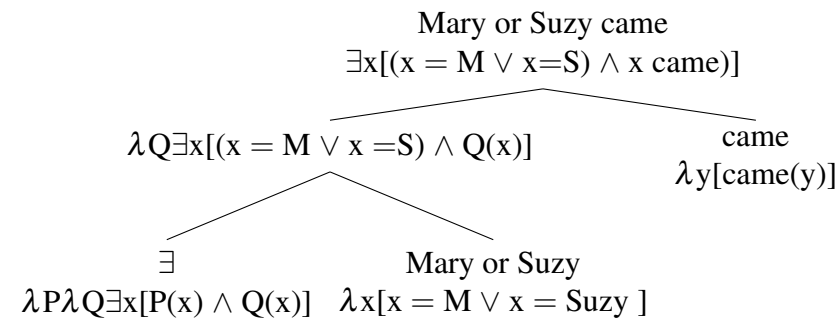 Mary or Suzy came
∃x[(x = M ∨ x=S) ∧ x came)]
λQ∃x[(x = M ∨ x =S) ∧ Q(x)]
came
λy[came(y)]
∃
λPλQ∃x[P(x) ∧ Q(x)]
Mary or Suzy
λx[x = M ∨ x = Suzy ]